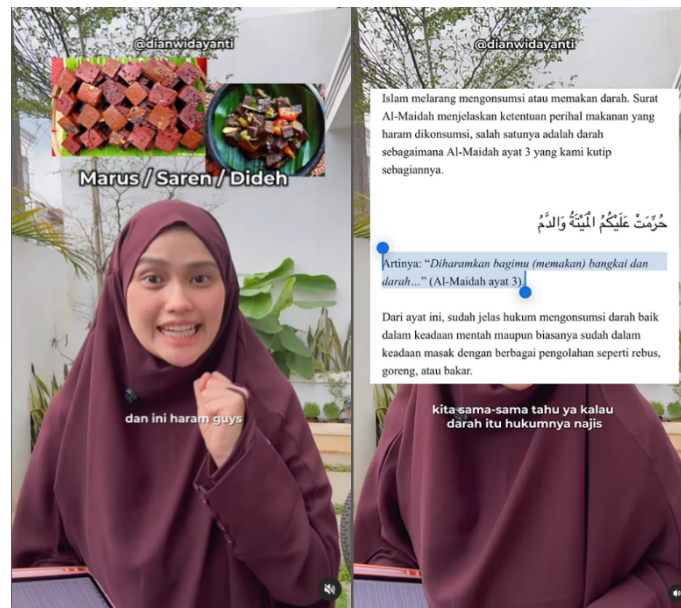 @dianwidayanti
Marus / Saren / Dideh
dan ini haram guys
@dianwidayanti
Islam melarang mengonsumsi atau memakan darah. Surat
Al-Maidah menjelaskan ketentuan perihal makanan yang
haram dikonsumsi, salah satunya adalah darah
sebagaimana Al-Maidah ayat 3 yang kami kutip
sebagiannya.
حُرِّمَتْ عَلَيْكُمُ الْمَيْتَةُ وَالدَّمُ
Artinya: “Diharamkan bagimu (memakan) bangkai dan
darah…” (Al-Maidah ayat 3).
Dari ayat ini, sudah jelas hukum mengonsumsi darah baik
dalam keadaan mentah maupun biasanya sudah dalam
keadaan masak dengan berbagai pengolahan seperti rebus,
goreng, atau bakar.
kita sama-sama tahu ya kalau
darah itu hukumnya najis